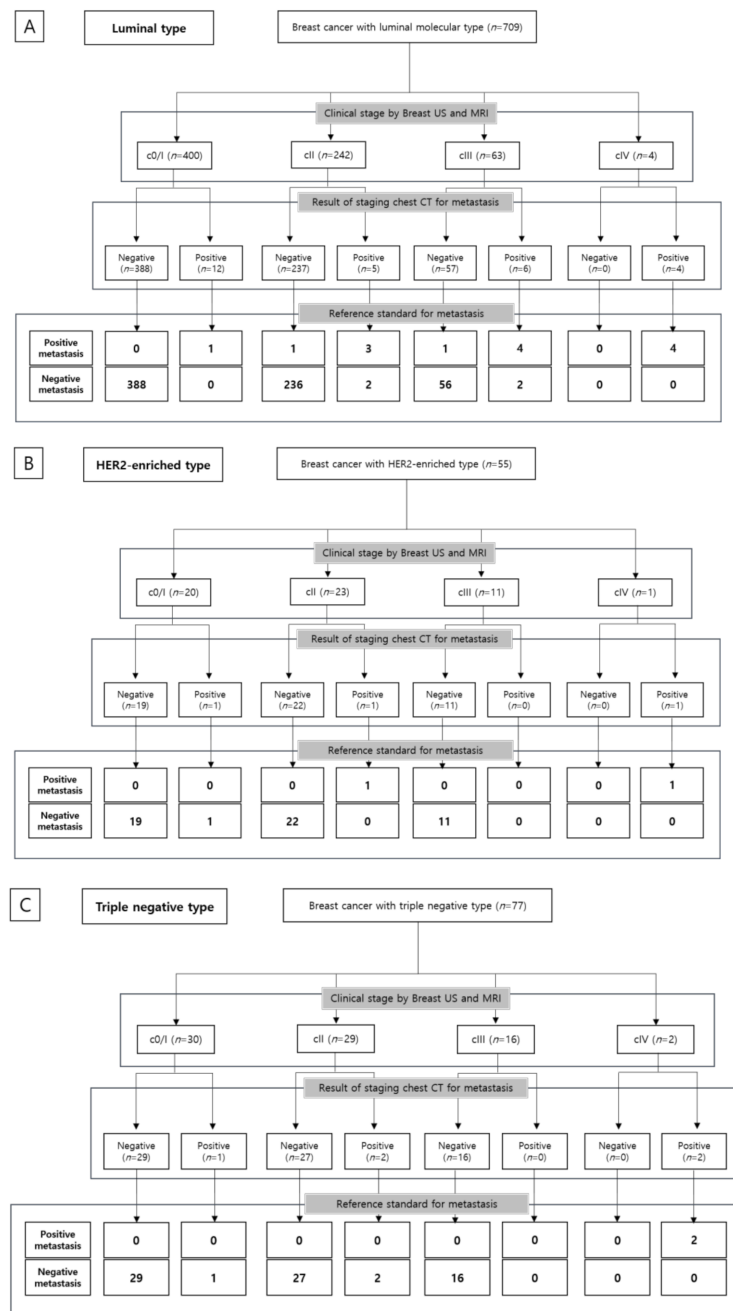 A
Luminal type
Breast cancer with luminal molecular type (n=709)
Clinical stage by Breast US and MRI
c0/I (n=400)
cII (n=242)
cIII (n=63)
cIV (n=4)
Result of staging chest CT for metastasis
Negative (n=388)
Positive (n=12)
Negative (n=237)
Positive (n=5)
Negative (n=57)
Positive (n=6)
Negative (n=0)
Positive (n=4)
Reference standard for metastasis
Positive metastasis 0 1 1 3 1 4 0 4
Negative metastasis 388 0 236 2 56 2 0 0
B
HER2-enriched type
Breast cancer with HER2-enriched type (n=55)
Clinical stage by Breast US and MRI
c0/I (n=20)
cII (n=23)
cIII (n=11)
cIV (n=1)
Result of staging chest CT for metastasis
Negative (n=19)
Positive (n=1)
Negative (n=22)
Positive (n=1)
Negative (n=11)
Positive (n=0)
Negative (n=0)
Positive (n=1)
Reference standard for metastasis
Positive metastasis 0 0 0 1 0 0 0 1
Negative metastasis 19 1 22 0 11 0 0 0
C
Triple negative type
Breast cancer with triple negative type (n=77)
Clinical stage by Breast US and MRI
c0/I (n=30)
cII (n=29)
cIII (n=16)
cIV (n=2)
Result of staging chest CT for metastasis
Negative (n=29)
Positive (n=1)
Negative (n=27)
Positive (n=2)
Negative (n=16)
Positive (n=0)
Negative (n=0)
Positive (n=2)
Reference standard for metastasis
Positive metastasis 0 0 0 0 0 0 0 2
Negative metastasis 29 1 27 2 16 0 0 0